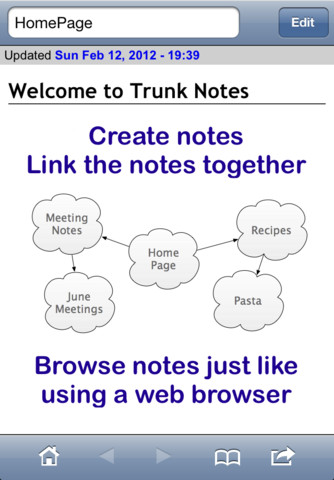 HomePage
Edit
Updated Sun Feb 12, 2012 - 19:39
Welcome to Trunk Notes
Create notes
Link the notes together
Meeting
Notes
Recipes
Home
Page
June
Meetings
Pasta
Browse notes just like
using a web browser